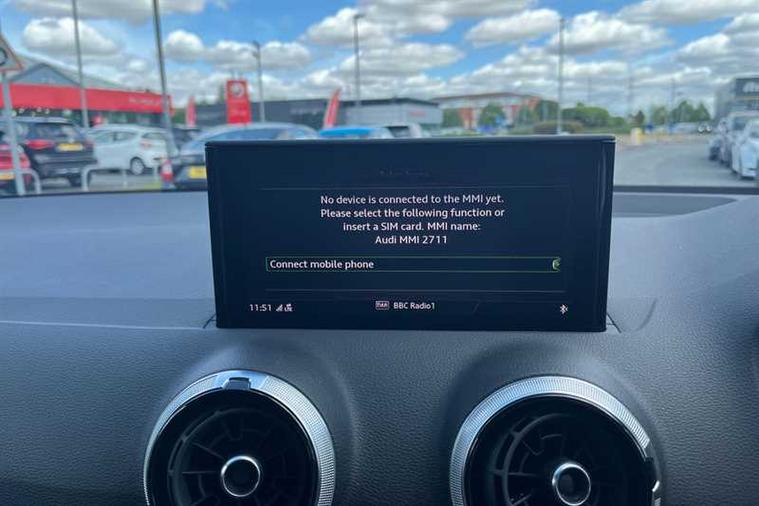 No device is connected to the MMI yet.
Please select the following function or
insert a SIM card. MMI name:
Audi MMI 2711
Connect mobile phone
11:51
LTE
BBC Radio1